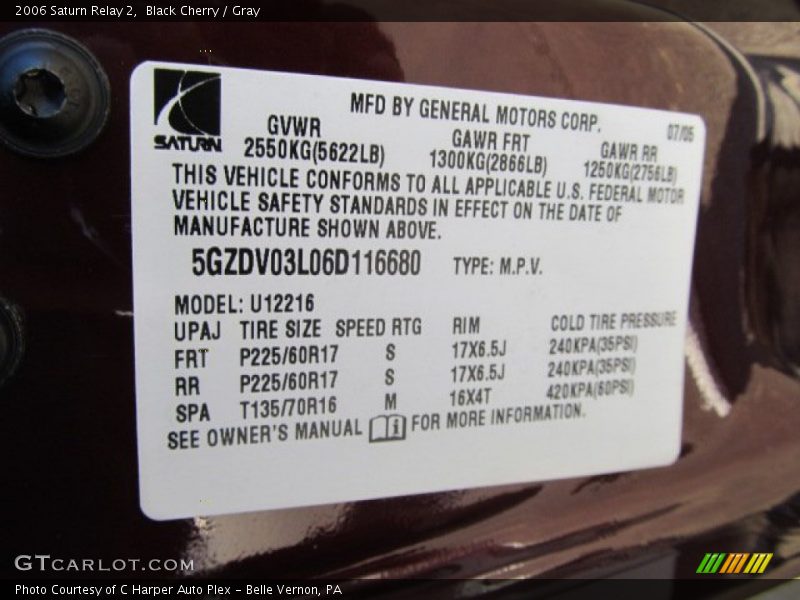 2006 Saturn Relay 2,  Black Cherry / Gray
MFD BY GENERAL MOTORS CORP. 07/05
SATURN
GVWR GAWR FRT GAWR RR
2550KG(5622LB) 1300KG(2866LB) 1250KG(2756LB)
THIS VEHICLE CONFORMS TO ALL APPLICABLE U.S. FEDERAL MOTOR
VEHICLE SAFETY STANDARDS IN EFFECT ON THE DATE OF
MANUFACTURE SHOWN ABOVE.
5GZDV03L06D116680 TYPE: M.P.V.
MODEL: U12216
UPAJ TIRE SIZE SPEED RTG RIM COLD TIRE PRESSURE
FRT P225/60R17 S 17X6.5J 240KPA(35PSI)
RR P225/60R17 S 17X6.5J 240KPA(35PSI)
SPA T135/70R16 M 16X4T 420KPA(60PSI)
SEE OWNER'S MANUAL i FOR MORE INFORMATION.
GTCARLOT.COM
Photo Courtesy of C Harper Auto Plex - Belle Vernon, PA